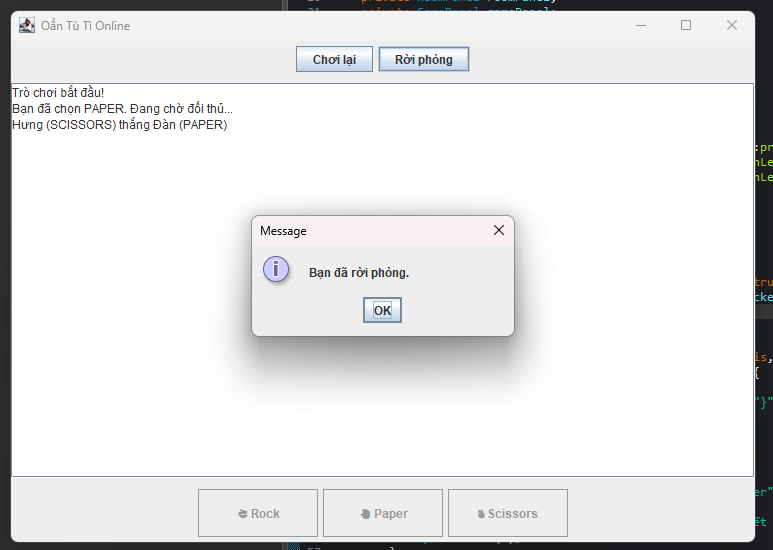 Oẳn Tù Tì Online
Chơi lại
Rời phòng
Trò chơi bắt đầu!
Bạn đã chọn PAPER. Đang chờ đối thủ...
Hưng (SCISSORS) thắng Đàn (PAPER)
Message
Bạn đã rời phòng.
OK
Rock
Paper
Scissors